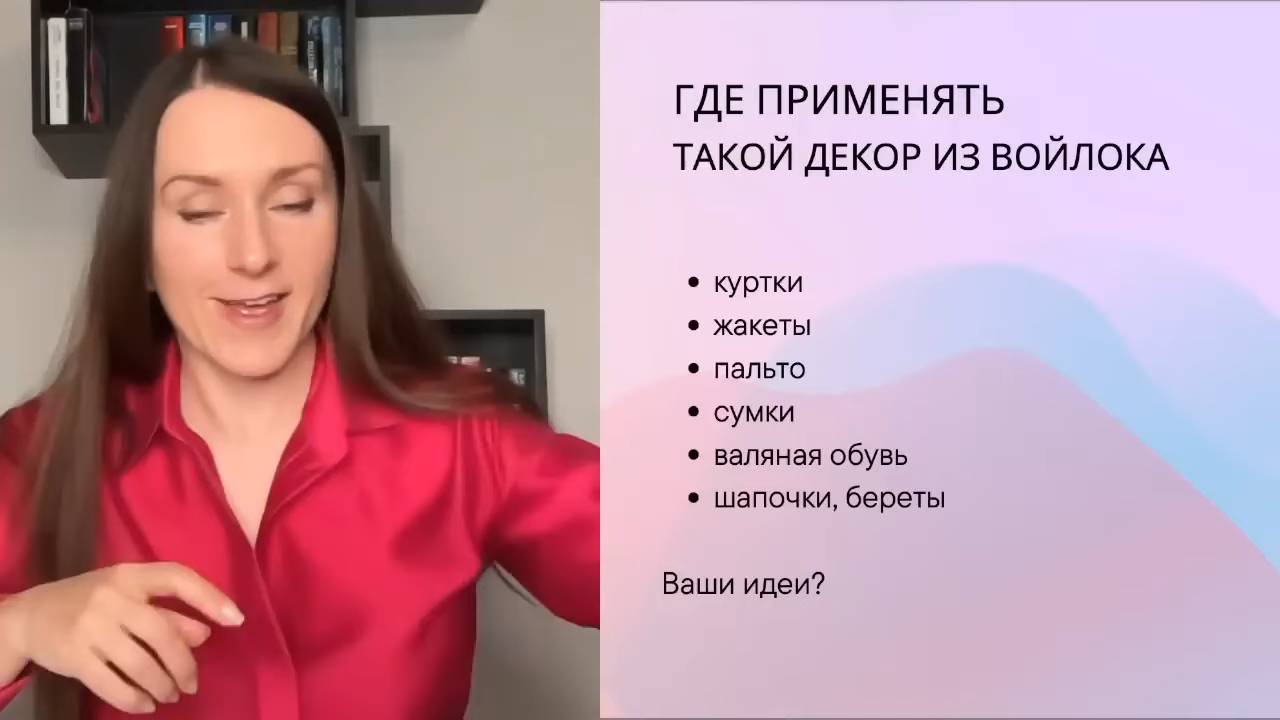 ГДЕ ПРИМЕНЯТЬ
ТАКОЙ ДЕКОР ИЗ ВОЙЛОКА
• куртки
• жакеты
• пальто
• сумки
• валяная обувь
• шапочки, береты
Ваши идеи?